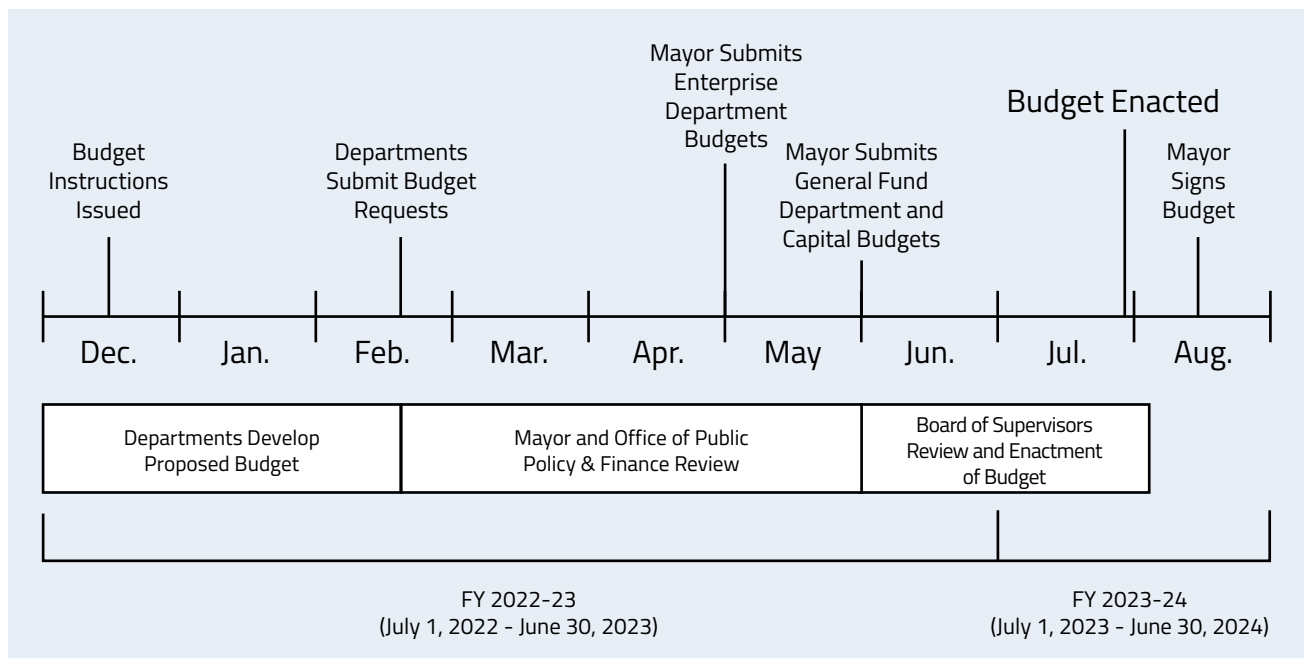 Mayor Submits
Enterprise
Department
Budgets
Budget Enacted
Budget
Instructions
Issued
Departments
Submit Budget
Requests
Mayor Submits
General Fund
Department and
Capital Budgets
Mayor
Signs
Budget
Dec. Jan. Feb. Mar. Apr. May Jun. Jul. Aug.
Departments Develop
Proposed Budget
Mayor and Office of Public
Policy & Finance Review
Board of Supervisors
Review and Enactment
of Budget
FY 2022-23
(July 1, 2022 - June 30, 2023)
FY 2023-24
(July 1, 2023 - June 30, 2024)